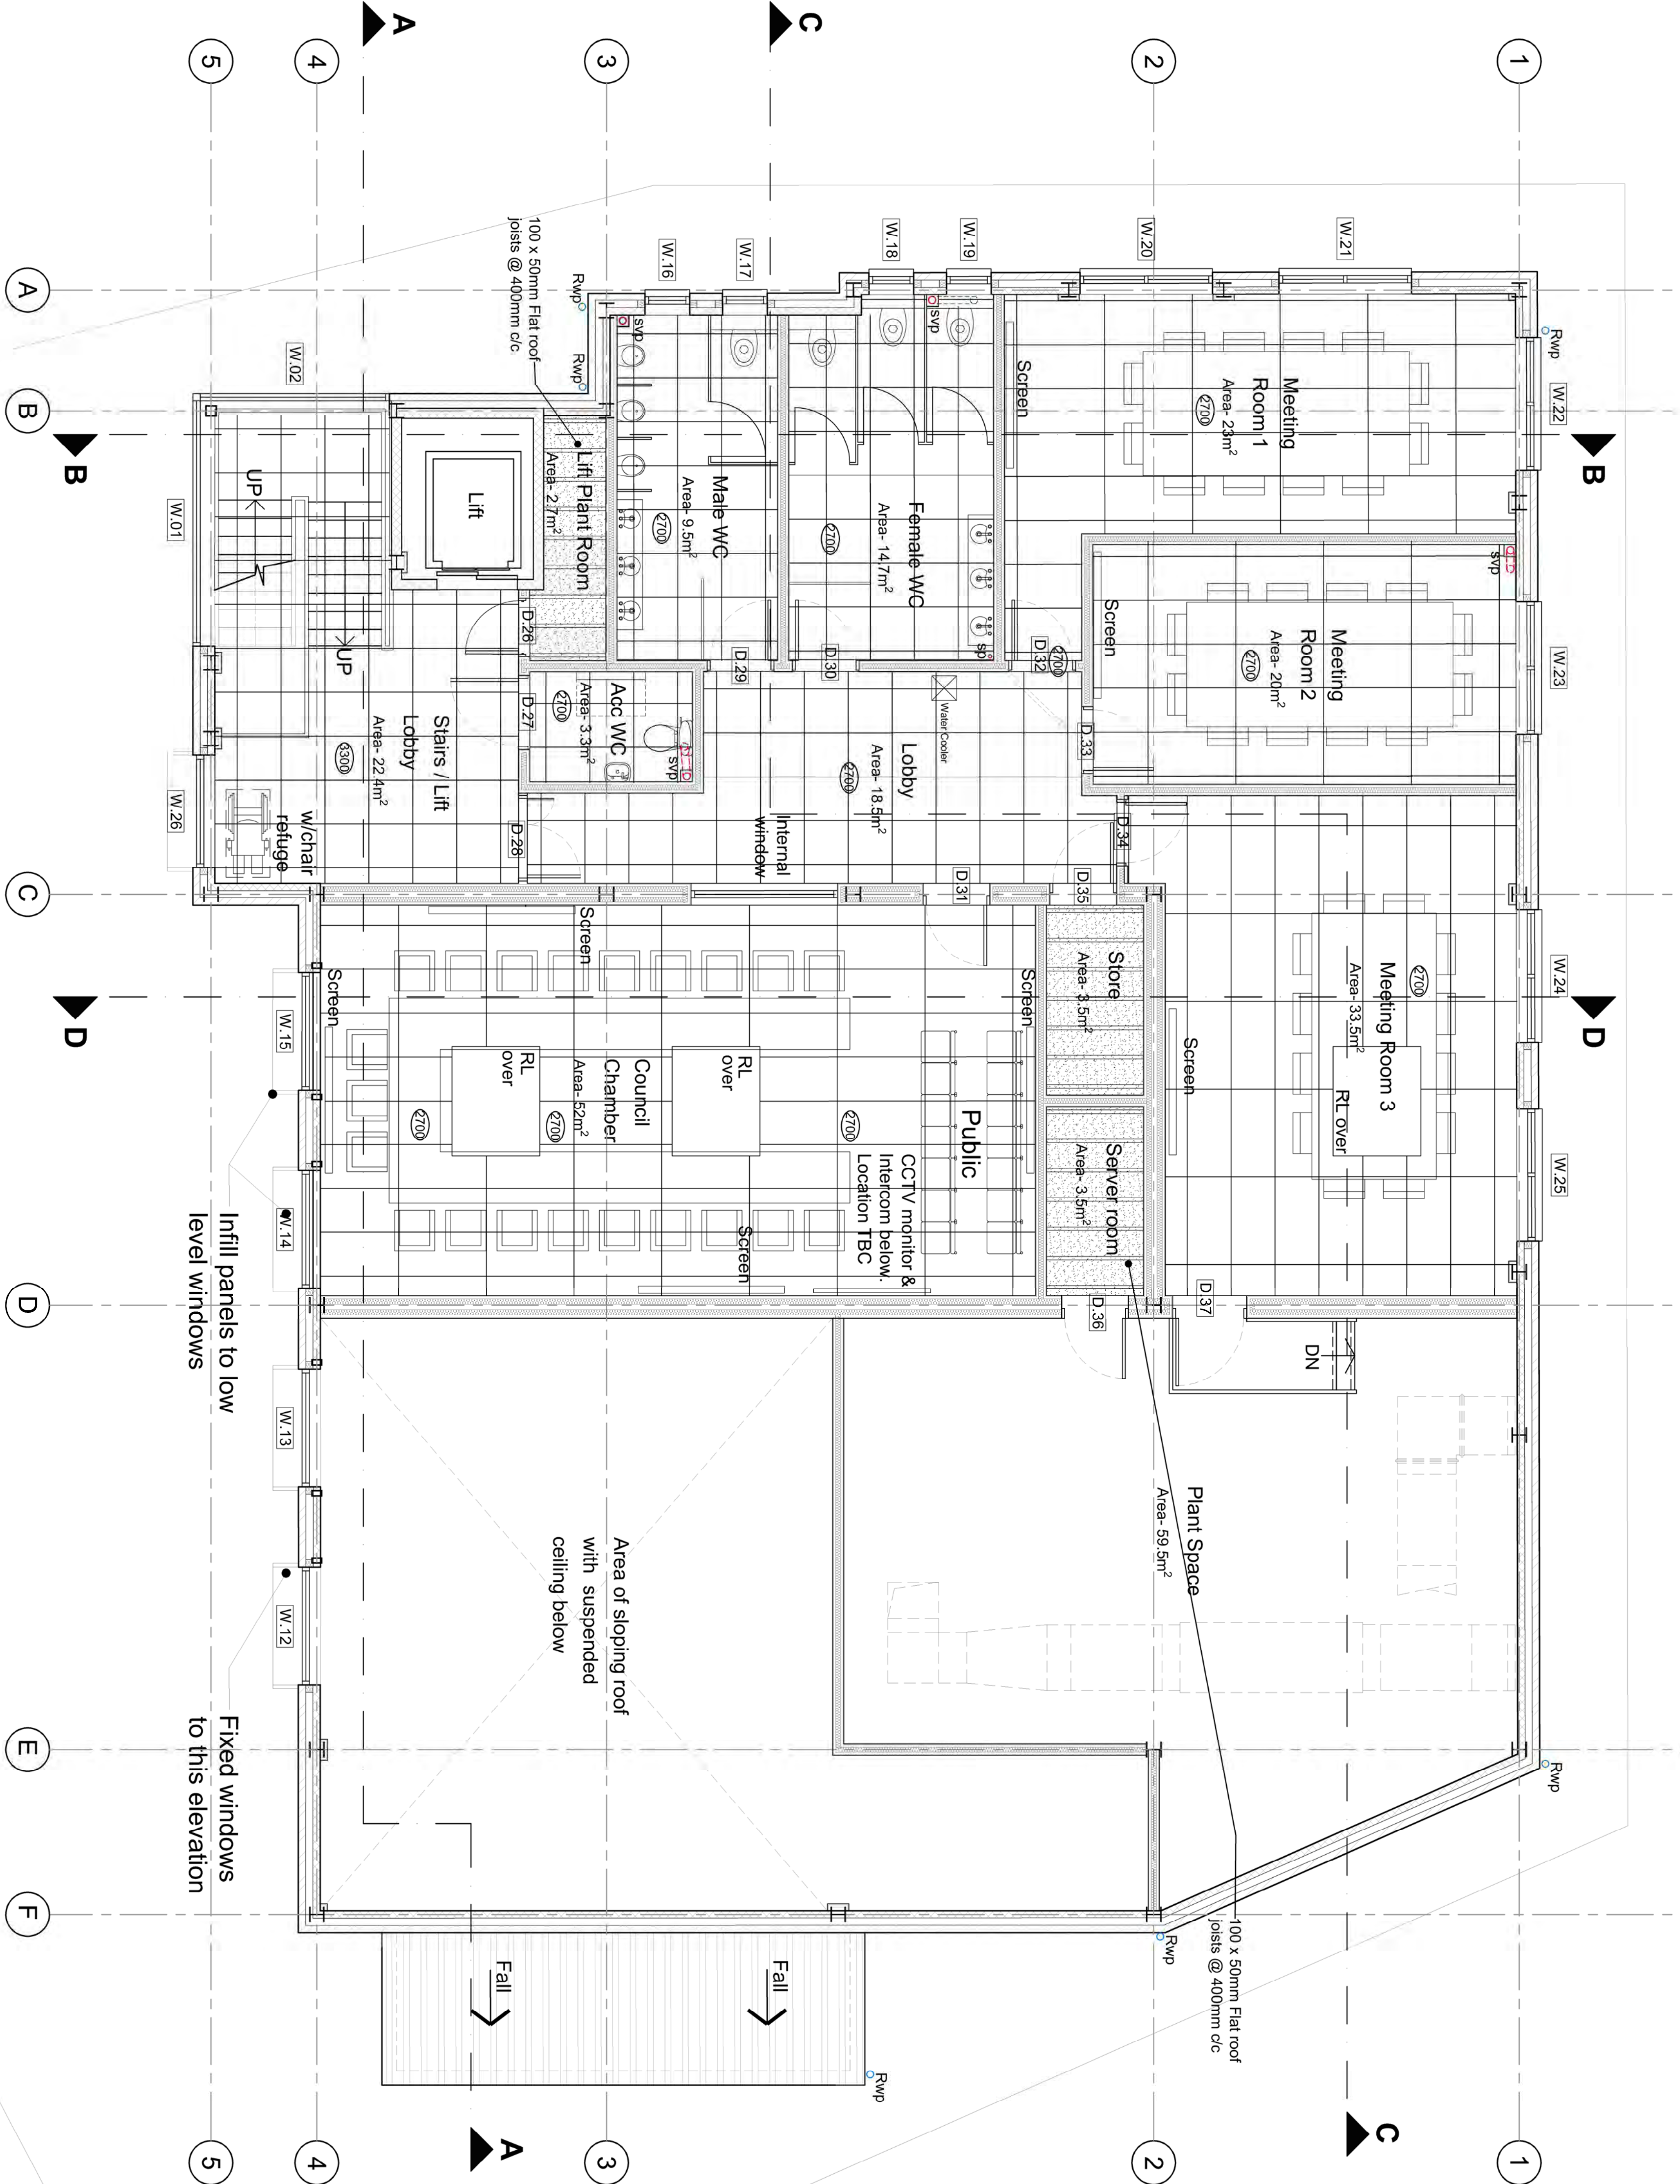 1
1
Rwp
W.22
B
W.23
W.24
D
W.25
Rwp
svp
C
C
W.21
Meeting
Room 1
Area- 23m²
2700
Screen
W.20
Meeting
Room 2
Area- 20m²
2700
Screen
2700
Meeting Room 3
Area- 33.5m²
RL over
Screen
D.37
DN
Plant Space
Area- 59.5m²
100 x 50mm Flat roof
joists @ 400mm c/c
Rwp
2
2
D.32
2700
D.33
D.34
D.35
D.36
Store
Area- 3.5m²
Server room
Area- 3.5m²
W.19
W.18
svp
Female WC
Area- 14.7m²
2700
sp
D.30
Water Cooler
Lobby
Area- 18.5m²
2700
Internal
window
D.31
Screen
Public
CCTV monitor &
Intercom below.
Location TBC
2700
Screen
RL
over
Council
Chamber
Area- 52m²
2700
RL
over
2700
Screen
Screen
C
W.17
W.16
svp
Male WC
Area- 9.5m²
2700
D.29
Acc WC
Area- 3.3m²
2700
svp
3
3
Rwp
Rwp
100 x 50mm Flat roof
joists @ 400mm c/c
Lift Plant Room
Area- 2.7m²
D.26
D.27
D.28
Lift
Stairs / Lift
Lobby
Area- 22.4m²
3300
w/chair
refuge
UP
UP
A
Area of sloping roof
with suspended
ceiling below
Fall
Fall
Rwp
A
4
4
W.02
W.15
W.14
W.13
W.12
5
5
W.01
W.26
Infill panels to low
level windows
Fixed windows
to this elevation
B
D
A
B
C
D
E
F